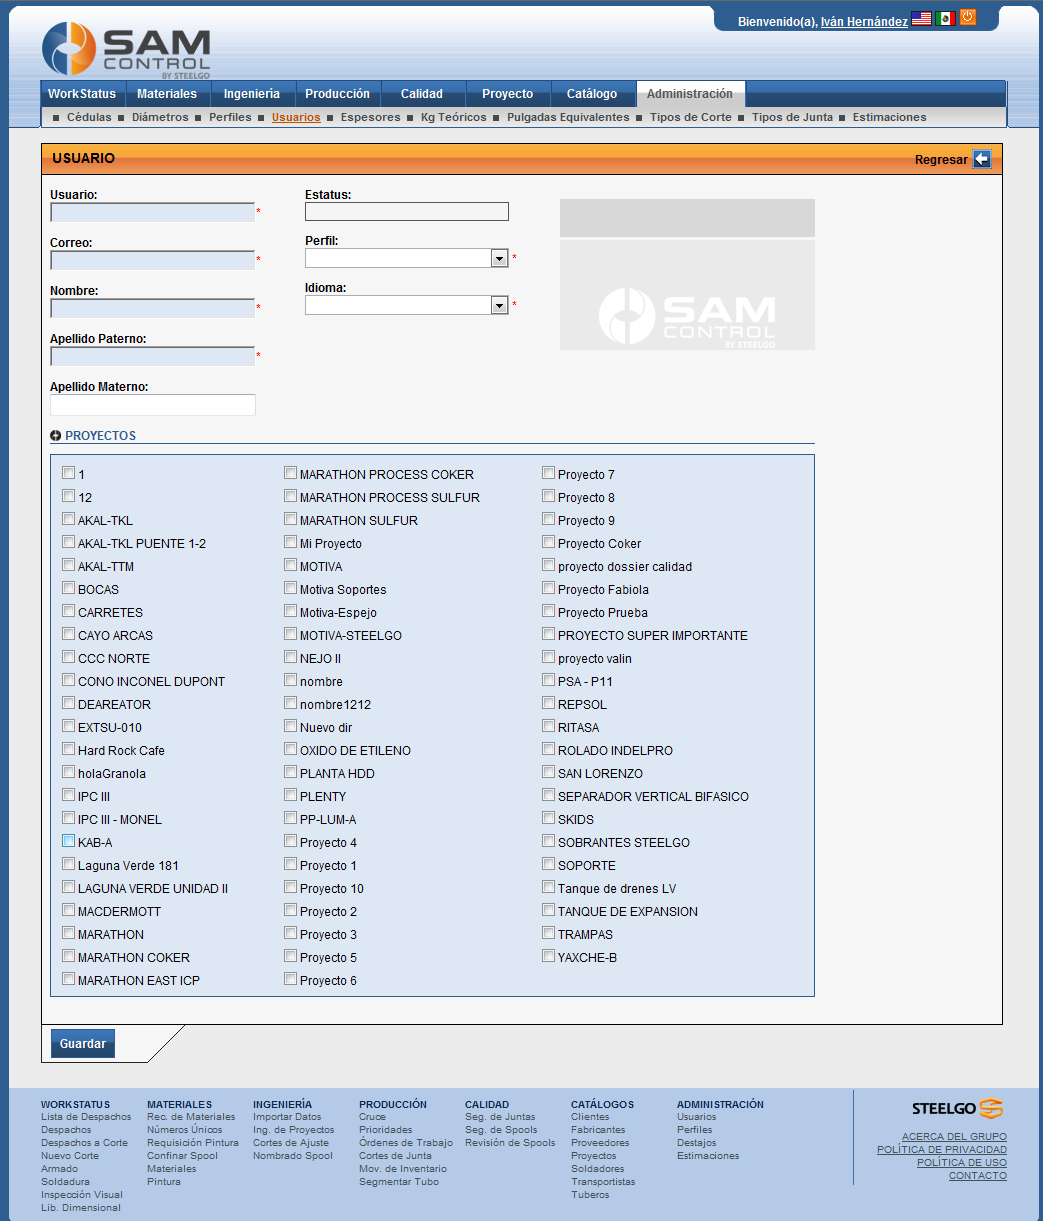 Bienvenido(a), Iván Hernández
SAM
CONTROL
BY STEELGO
WorkStatus Materiales Ingeniería Producción Calidad Proyecto Catálogo Administración
Cédulas Diámetros Perfiles Usuarios Espesores Kg Teóricos Pulgadas Equivalentes Tipos de Corte Tipos de Junta Estimaciones
USUARIO Regresar
Usuario: Estatus:
*
Correo: Perfil:
* *
Nombre: Idioma:
* *
SAM
CONTROL
BY STEELGO
Apellido Paterno:
*
Apellido Materno:
PROYECTOS
1 MARATHON PROCESS COKER Proyecto 7
12 MARATHON PROCESS SULFUR Proyecto 8
AKAL-TKL MARATHON SULFUR Proyecto 9
AKAL-TKL PUENTE 1-2 Mi Proyecto Proyecto Coker
AKAL-TTM MOTIVA proyecto dossier calidad
BOCAS Motiva Soportes Proyecto Fabiola
CARRETES Motiva-Espejo Proyecto Prueba
CAYO ARCAS MOTIVA-STEELGO PROYECTO SUPER IMPORTANTE
CCC NORTE NEJO II proyecto valin
CONO INCONEL DUPONT nombre PSA - P11
DEAREATOR nombre1212 REPSOL
EXTSU-010 Nuevo dir RITASA
Hard Rock Cafe OXIDO DE ETILENO ROLADO INDELPRO
holaGranola PLANTA HDD SAN LORENZO
IPC III PLENTY SEPARADOR VERTICAL BIFASICO
IPC III - MONEL PP-LUM-A SKIDS
KAB-A Proyecto 4 SOBRANTES STEELGO
Laguna Verde 181 Proyecto 1 SOPORTE
LAGUNA VERDE UNIDAD II Proyecto 10 Tanque de drenes LV
MACDERMOTT Proyecto 2 TANQUE DE EXPANSION
MARATHON Proyecto 3 TRAMPAS
MARATHON COKER Proyecto 5 YAXCHE-B
MARATHON EAST ICP Proyecto 6
Guardar
WORKSTATUS MATERIALES INGENIERÍA PRODUCCIÓN CALIDAD CATÁLOGOS ADMINISTRACIÓN
Lista de Despachos Rec. de Materiales Importar Datos Cruce Seg. de Juntas Clientes Usuarios
Despachos Números Únicos Ing. de Proyectos Prioridades Seg. de Spools Fabricantes Perfiles
Despachos a Corte Requisición Pintura Cortes de Ajuste Órdenes de Trabajo Revisión de Spools Proveedores Destajos
Nuevo Corte Confinar Spool Nombrado Spool Cortes de Junta Proyectos Estimaciones
Armado Materiales Mov. de Inventario Soldadores
Soldadura Pintura Segmentar Tubo Transportistas
Inspección Visual Tuberos
Lib. Dimensional
STEELGO
ACERCA DEL GRUPO
POLÍTICA DE PRIVACIDAD
POLÍTICA DE USO
CONTACTO